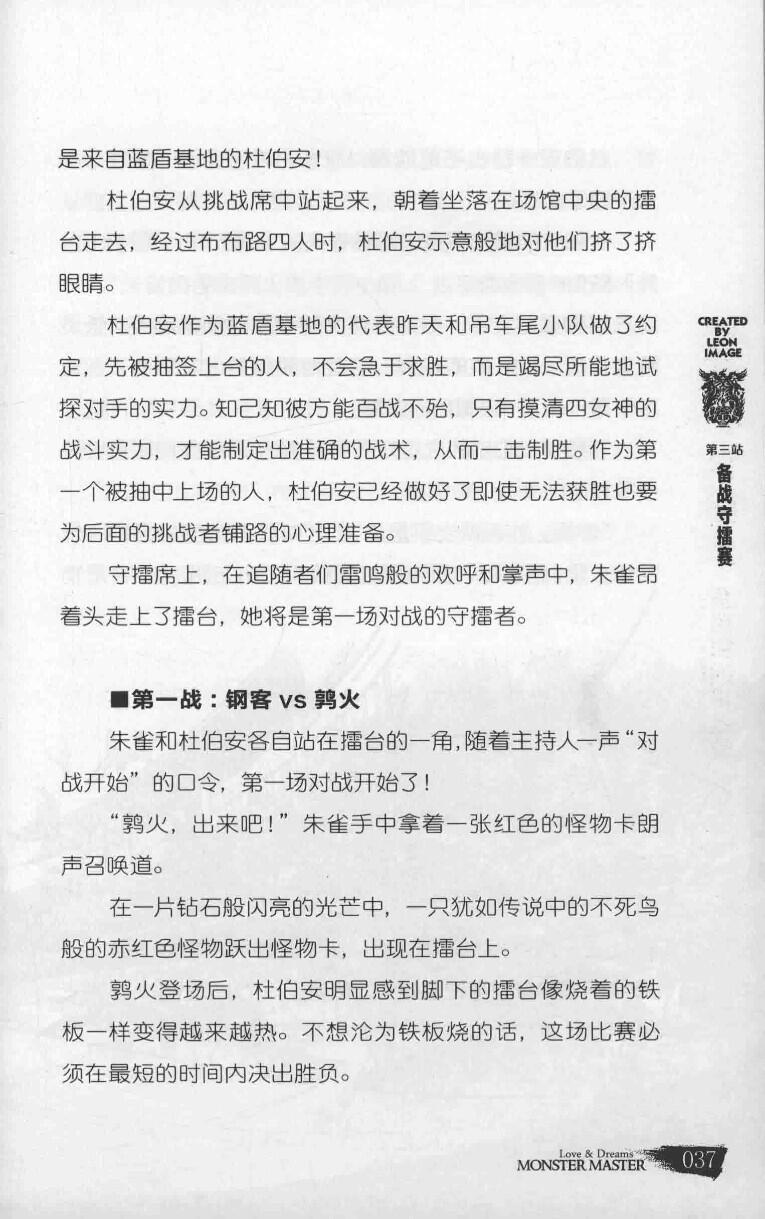 是来自蓝盾基地的杜伯安！
杜伯安从挑战席中站起来，朝着坐落在场馆中央的擂
台走去，经过布布路四人时，杜伯安示意般地对他们挤了挤
眼睛。
杜伯安作为蓝盾基地的代表昨天和吊车尾小队做了约
定，先被抽签上台的人，不会急于求胜，而是竭尽所能地试
探对手的实力。知己知彼方能百战不殆，只有摸清四女神的
战斗实力，才能制定出准确的战术，从而一击制胜。作为第
一个被抽中上场的人，杜伯安已经做好了即使无法获胜也要
为后面的挑战者铺路的心理准备。
守擂席上，在追随者们雷鸣般的欢呼和掌声中，朱雀昂
着头走上了擂台，她将是第一场对战的守擂者。
■第一战：钢客 vs 鹑火
朱雀和杜伯安各自站在擂台的一角，随着主持人一声“对
战开始”的口令，第一场对战开始了！
“鹑火，出来吧！”朱雀手中拿着一张红色的怪物卡朗
声召唤道。
在一片钻石般闪亮的光芒中，一只犹如传说中的不死鸟
般的赤红色怪物跃出怪物卡，出现在擂台上。
鹑火登场后，杜伯安明显感到脚下的擂台像烧着的铁
板一样变得越来越热。不想沦为铁板烧的话，这场比赛必
须在最短的时间内决出胜负。
CREATED
BY
LEON
IMAGE
第三站
备战守擂赛
Love & Dreams
MONSTER MASTER
037